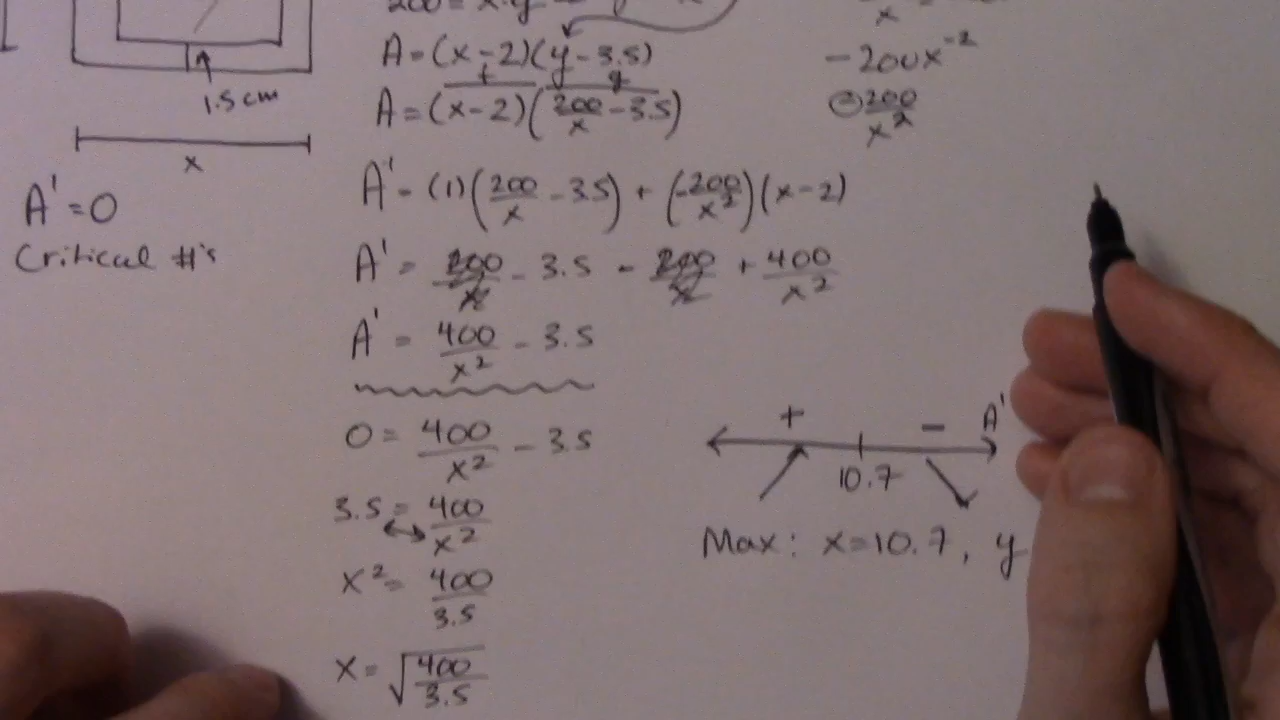 200 = x·y
A = (x - 2)(y - 3.5)
f g
A = (x - 2)(200/x - 3.5)
A' = (1)(200/x - 3.5) + (-200/x²)(x - 2)
A' = 200/x - 3.5 - 200/x + 400/x²
A' = 400/x² - 3.5
0 = 400/x² - 3.5
3.5 = 400/x²
x² = 400/3.5
x = √(400/3.5)
1.5 cm
x
A' = 0
Critical #'s
x
-200x⁻²
-200/x²
+ - A'
10.7
Max: x=10.7, y